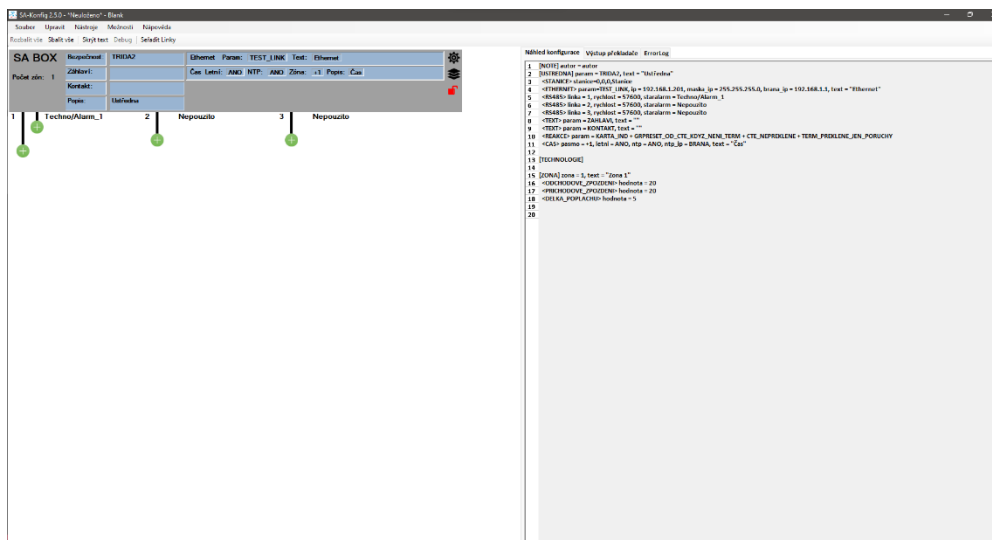 SA-Konfig 2.5.0 - *Neuloženo* - Blank
Soubor Upravit Nástroje Možnosti Nápověda
Rozbalit vše Sbalit vše Skrýt text Debug Seřadit Linky
SA BOX
Počet zón: 1
Bezpečnost: TRIDA2
Záhlaví:
Kontakt:
Popis: Ustředna
Ethernet Param: TEST_LINK Text: Ethernet
Čas Letní: ANO NTP: ANO Zóna: +1 Popis: Čas
1 Techno/Alarm_1 2 Nepouzito 3 Nepouzito
Náhled konfigurace Výstup překladače ErrorLog
1 [NOTE] autor = autor
2 [USTREDNA] param = TRIDA2, text = "Ustředna"
3 <STANICE> stanice=0,0,0,Stanice
4 <ETHERNET> param=TEST_LINK, ip = 192.168.1.201, maska_ip = 255.255.255.0, brana_ip = 192.168.1.1, text = "Ethernet"
5 <RS485> linka = 1, rychlost = 57600, staralarm = Techno/Alarm_1
6 <RS485> linka = 2, rychlost = 57600, staralarm = Nepouzito
7 <RS485> linka = 3, rychlost = 57600, staralarm = Nepouzito
8 <TEXT> param = ZAHLAVI, text = ""
9 <TEXT> param = KONTAKT, text = ""
10 <REAKCE> param = KARTA_IND + GRPRESET_OD_CTE_KDYZ_NENI_TERM + CTE_NEPREKLENE + TERM_PREKLENE_JEN_PORUCHY
11 <CAS> pasmo = +1, letni = ANO, ntp = ANO, ntp_ip = BRANA, text = "Čas"
12
13 [TECHNOLOGIE]
14
15 [ZONA] zona = 1, text = "Zona 1"
16 <ODCHODOVE_ZPOZDENI> hodnota = 20
17 <PRICHODOVE_ZPOZDENI> hodnota = 20
18 <DELKA_POPLACHU> hodnota = 5
19
20